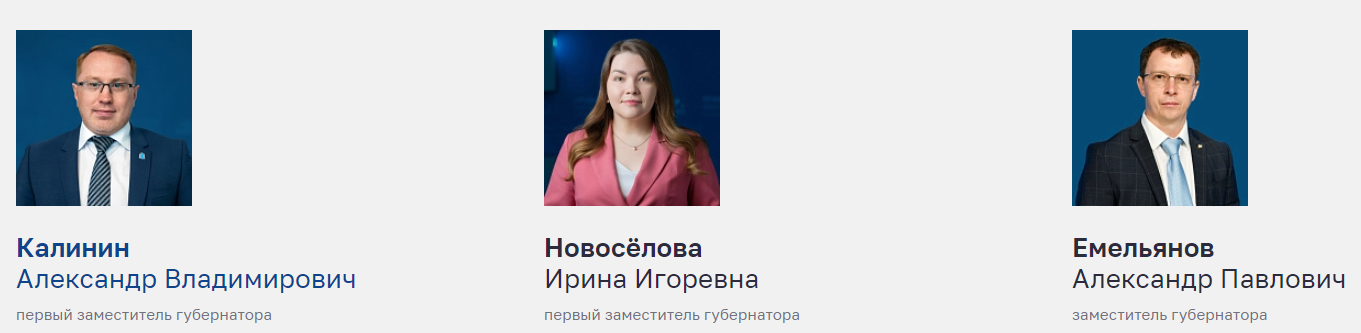 Калинин
Александр Владимирович
первый заместитель губернатора
Новосёлова
Ирина Игоревна
первый заместитель губернатора
Емельянов
Александр Павлович
заместитель губернатора